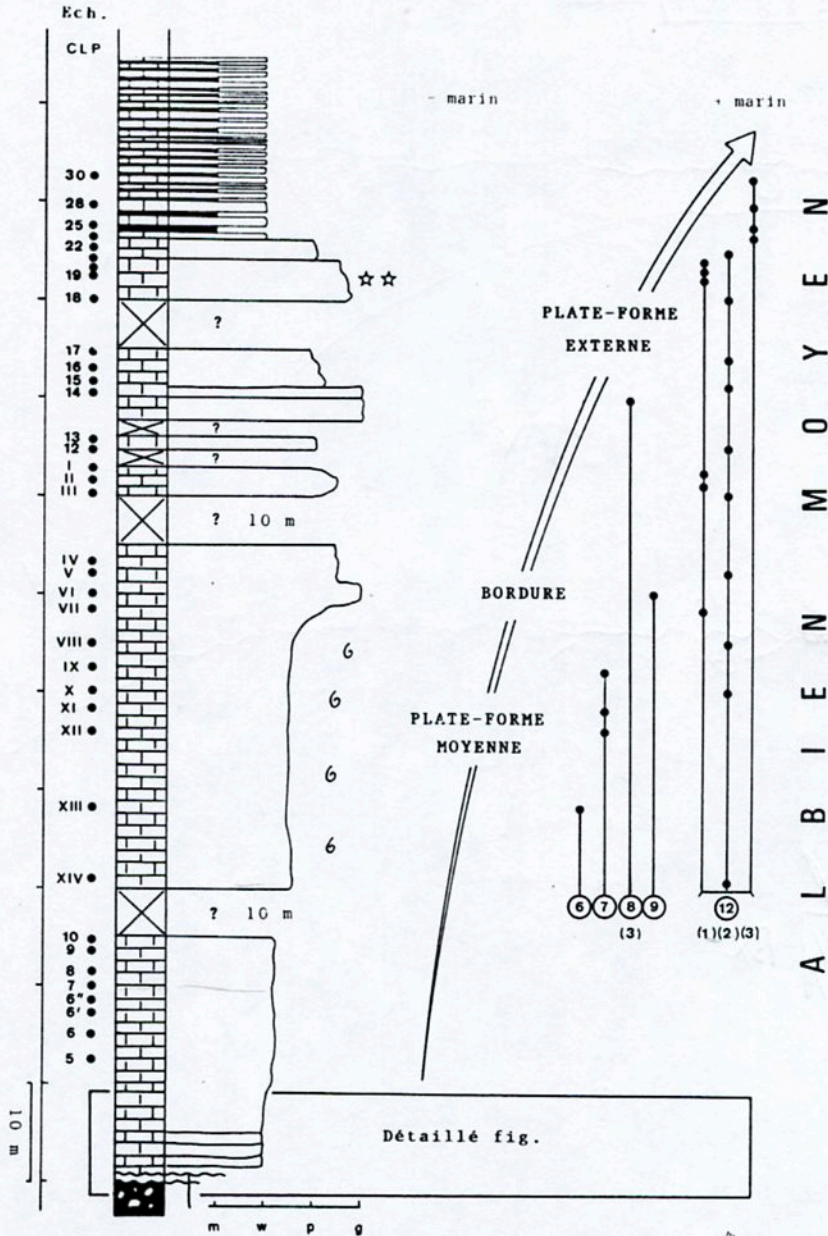 Ech.
CLP
- marin
+ marin
30
28
25
22
19
18
?
PLATE-FORME
EXTERNE
17
16
15
14
?
13
12
?
I
II
III
? 10 m
IV
V
BORDURE
VI
VII
VIIII
IX
X
XI
PLATE-FORME
MOYENNE
XII
XIII
XIV
? 10 m
6 7 8 9 12
(3) (1)(2)(3)
10
9
8
7
6"
6'
6
5
10 m
Détaillé fig.
m w p g
ALBIEN MOYEN